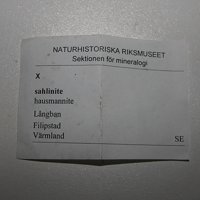 NATURHISTORISKA RIKSMUSEET
Sektionen för mineralogi
X
sahlinite
hausmannite
Långban
Filipstad
Värmland SE